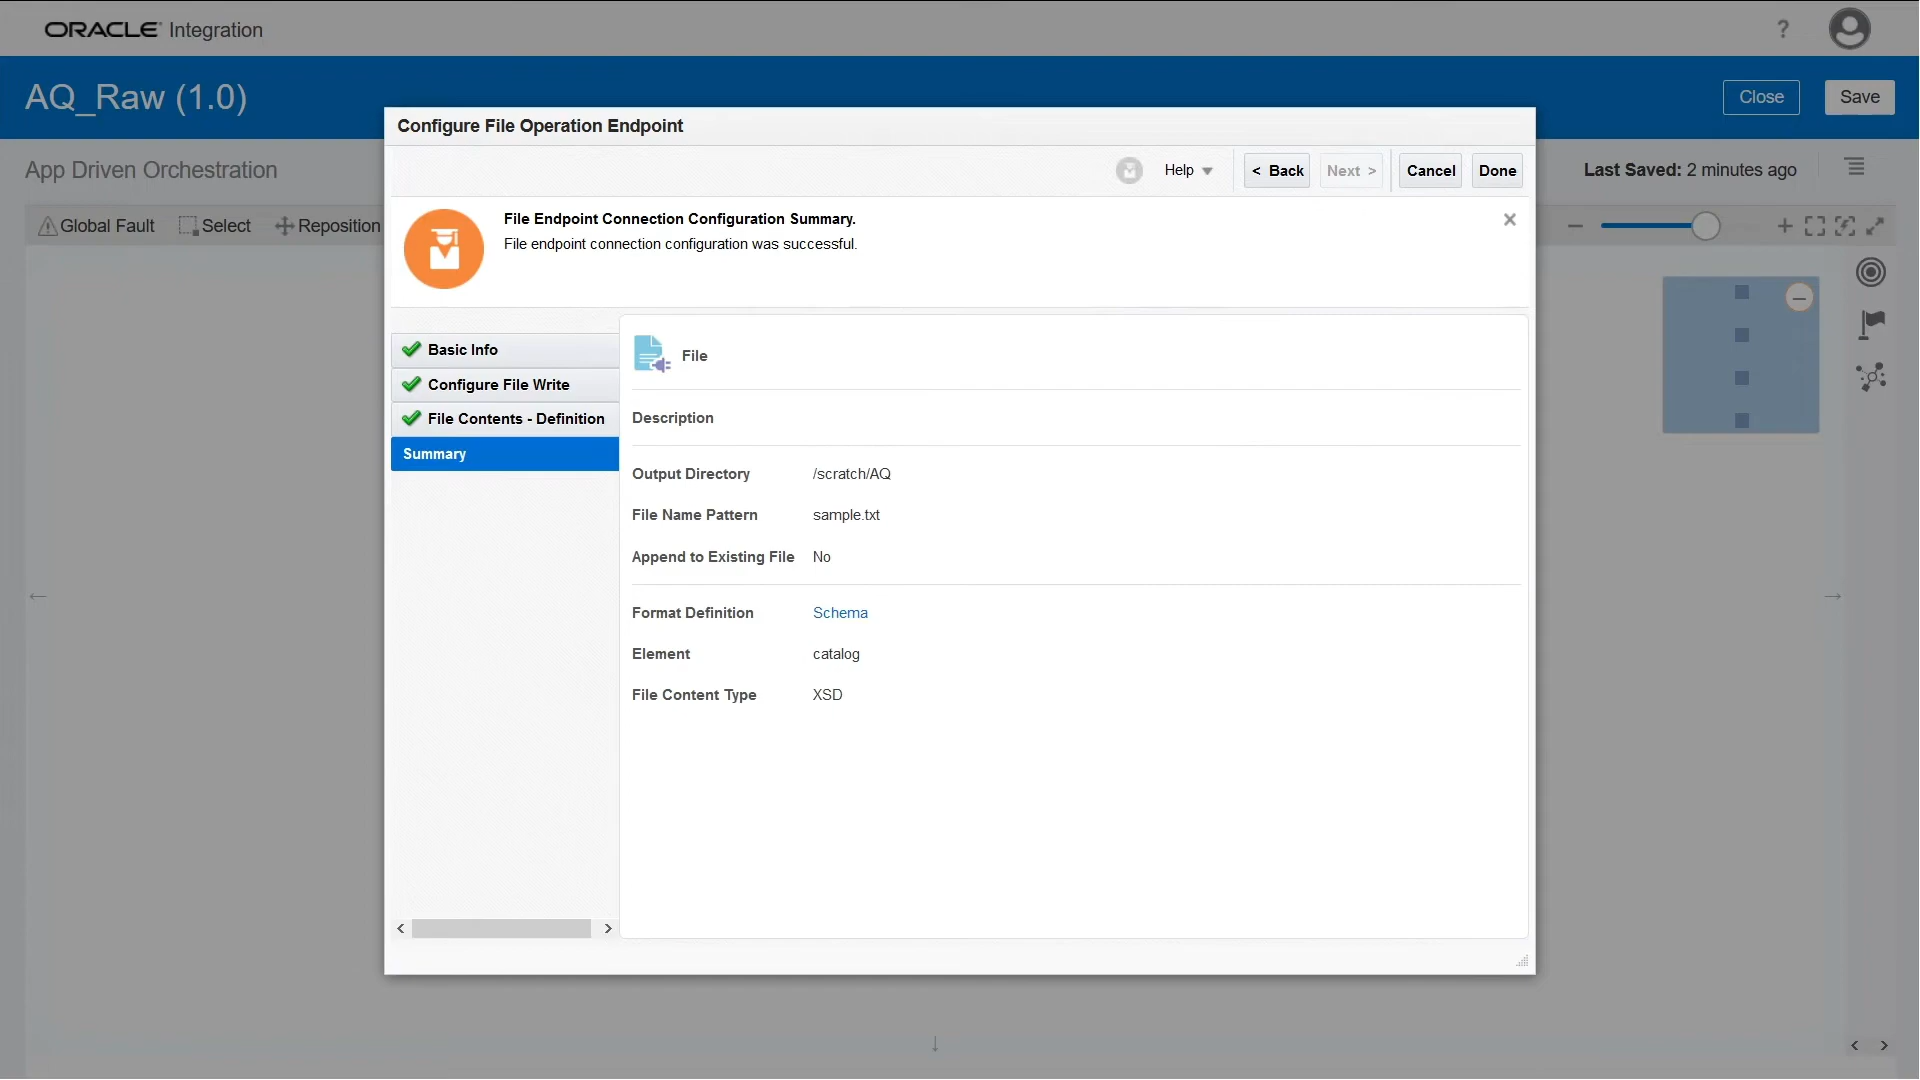 ORACLE Integration
?
AQ_Raw (1.0)
Close
Save
App Driven Orchestration
Last Saved: 2 minutes ago
Global Fault
Select
Reposition
Configure File Operation Endpoint
Help
< Back
Next >
Cancel
Done
File Endpoint Connection Configuration Summary.
File endpoint connection configuration was successful.
Basic Info
Configure File Write
File Contents - Definition
Summary
File
Description
Output Directory /scratch/AQ
File Name Pattern sample.txt
Append to Existing File No
Format Definition Schema
Element catalog
File Content Type XSD